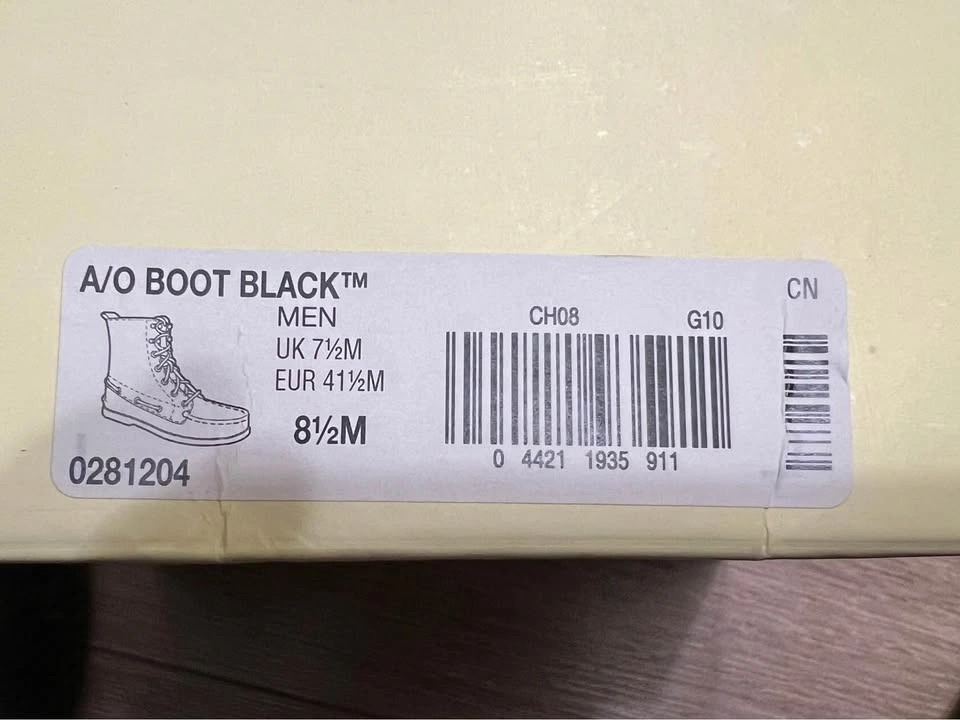 A/O BOOT BLACK™
MEN
UK 7½M
EUR 41½M
8½M
0281204
CH08
G10
0 4421 1935 911
CN